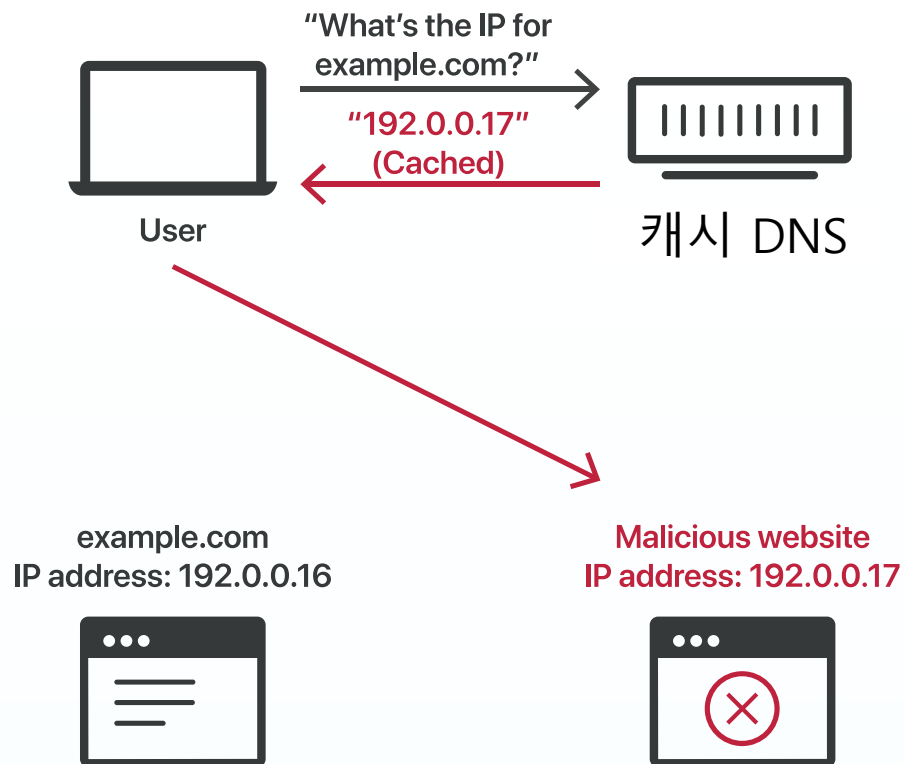 “What’s the IP for
example.com?”
“192.0.0.17”
(Cached)
User
캐시 DNS
example.com
IP address: 192.0.0.16
Malicious website
IP address: 192.0.0.17